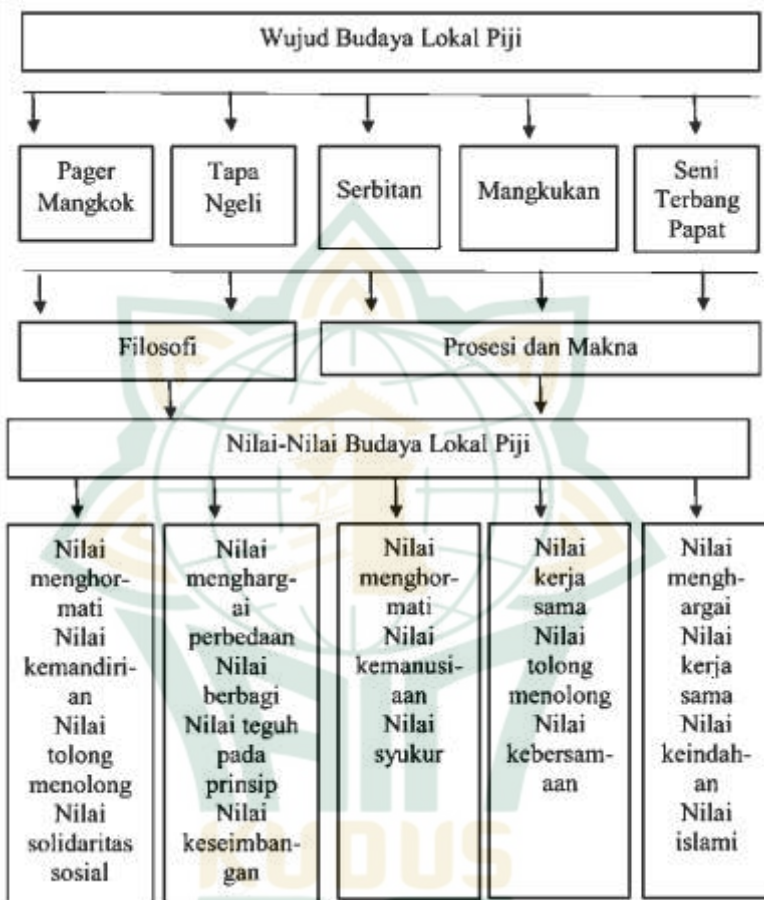 Wujud Budaya Lokal Piji
Pager
Mangkok
Tapa
Ngeli
Serbitan
Mangkukan
Seni
Terbang
Papat
Filosofi
Prosesi dan Makna
Nilai-Nilai Budaya Lokal Piji
Nilai
menghor-
mati
Nilai
kemandiri-
an
Nilai
tolong
menolong
Nilai
solidaritas
sosial
Nilai
mengharg-
ai
perbedaan
Nilai
berbagi
Nilai teguh
pada
prinsip
Nilai
keseimban-
gan
Nilai
menghor-
mati
Nilai
kemanusi-
aan
Nilai
syukur
Nilai
kerja
sama
Nilai
tolong
menolong
Nilai
kebersam-
aan
Nilai
mengh-
argai
Nilai
kerja
sama
Nilai
keindah-
an
Nilai
islami
KUDUS